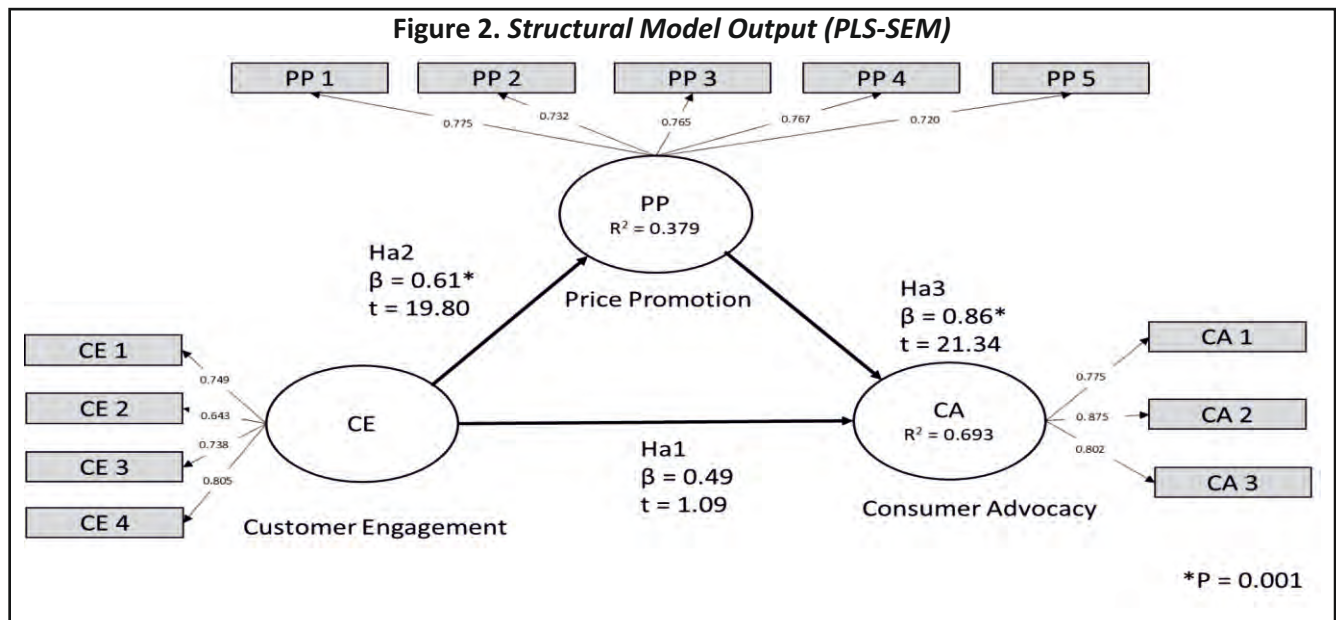 Figure 2. Structural Model Output (PLS-SEM)
PP 1
PP 2
PP 3
PP 4
PP 5
0.775
0.732
0.765
0.767
0.720
PP
R² = 0.379
Price Promotion
Ha2
β = 0.61*
t = 19.80
Ha3
β = 0.86*
t = 21.34
CE 1
CE 2
CE 3
CE 4
0.749
0.643
0.738
0.805
CE
Customer Engagement
Ha1
β = 0.49
t = 1.09
CA
R² = 0.693
Consumer Advocacy
0.775
0.875
0.802
CA 1
CA 2
CA 3
*P = 0.001